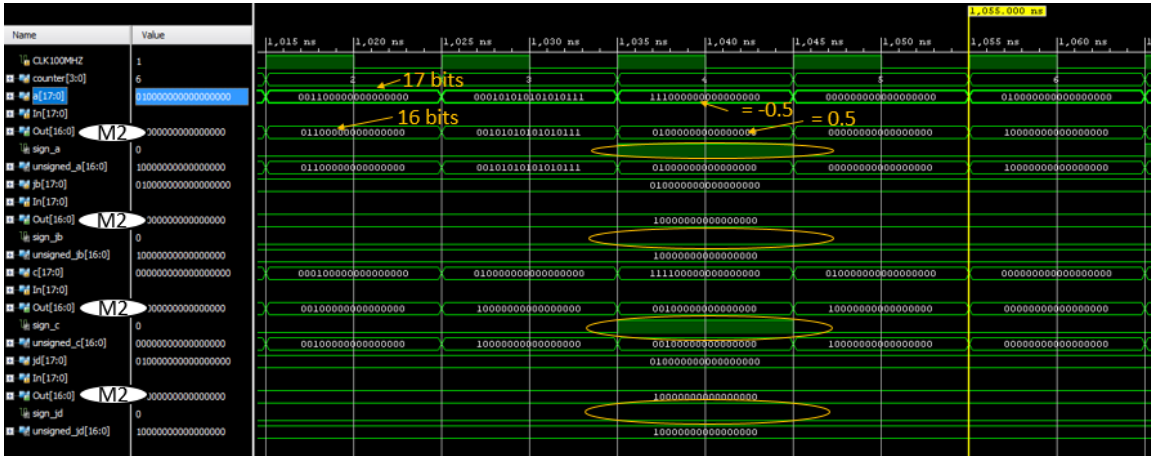 1,055.000 ns
Name Value 1,015 ns 1,020 ns 1,025 ns 1,030 ns 1,035 ns 1,040 ns 1,045 ns 1,050 ns 1,055 ns 1,060 ns
CLK100MHZ 1
counter[3:0] 6 2 3 4 5 6
17 bits
a[17:0] 010000000000000000 001100000000000000 000101010101010111 111000000000000000 000000000000000000 010000000000000000
In[17:0] 16 bits = -0.5 = 0.5
Out[16:0] M2 01100000000000000 00101010101010111 01000000000000000 00000000000000000 10000000000000000
sign_a 0
unsigned_a[16:0] 10000000000000000 01100000000000000 00101010101010111 01000000000000000 00000000000000000 10000000000000000
jb[17:0] 010000000000000000 010000000000000000
In[17:0]
Out[16:0] M2 10000000000000000
sign_jb 0
unsigned_jb[16:0] 10000000000000000 10000000000000000
c[17:0] 000000000000000000 000100000000000000 010000000000000000 111100000000000000 010000000000000000 000000000000000000
In[17:0]
Out[16:0] M2 00100000000000000 10000000000000000 00100000000000000 10000000000000000 00000000000000000
sign_c 0
unsigned_c[16:0] 00000000000000000 00100000000000000 10000000000000000 00100000000000000 10000000000000000 00000000000000000
jd[17:0] 010000000000000000 010000000000000000
In[17:0]
Out[16:0] M2 10000000000000000
sign_jd 0
unsigned_jd[16:0] 10000000000000000 10000000000000000